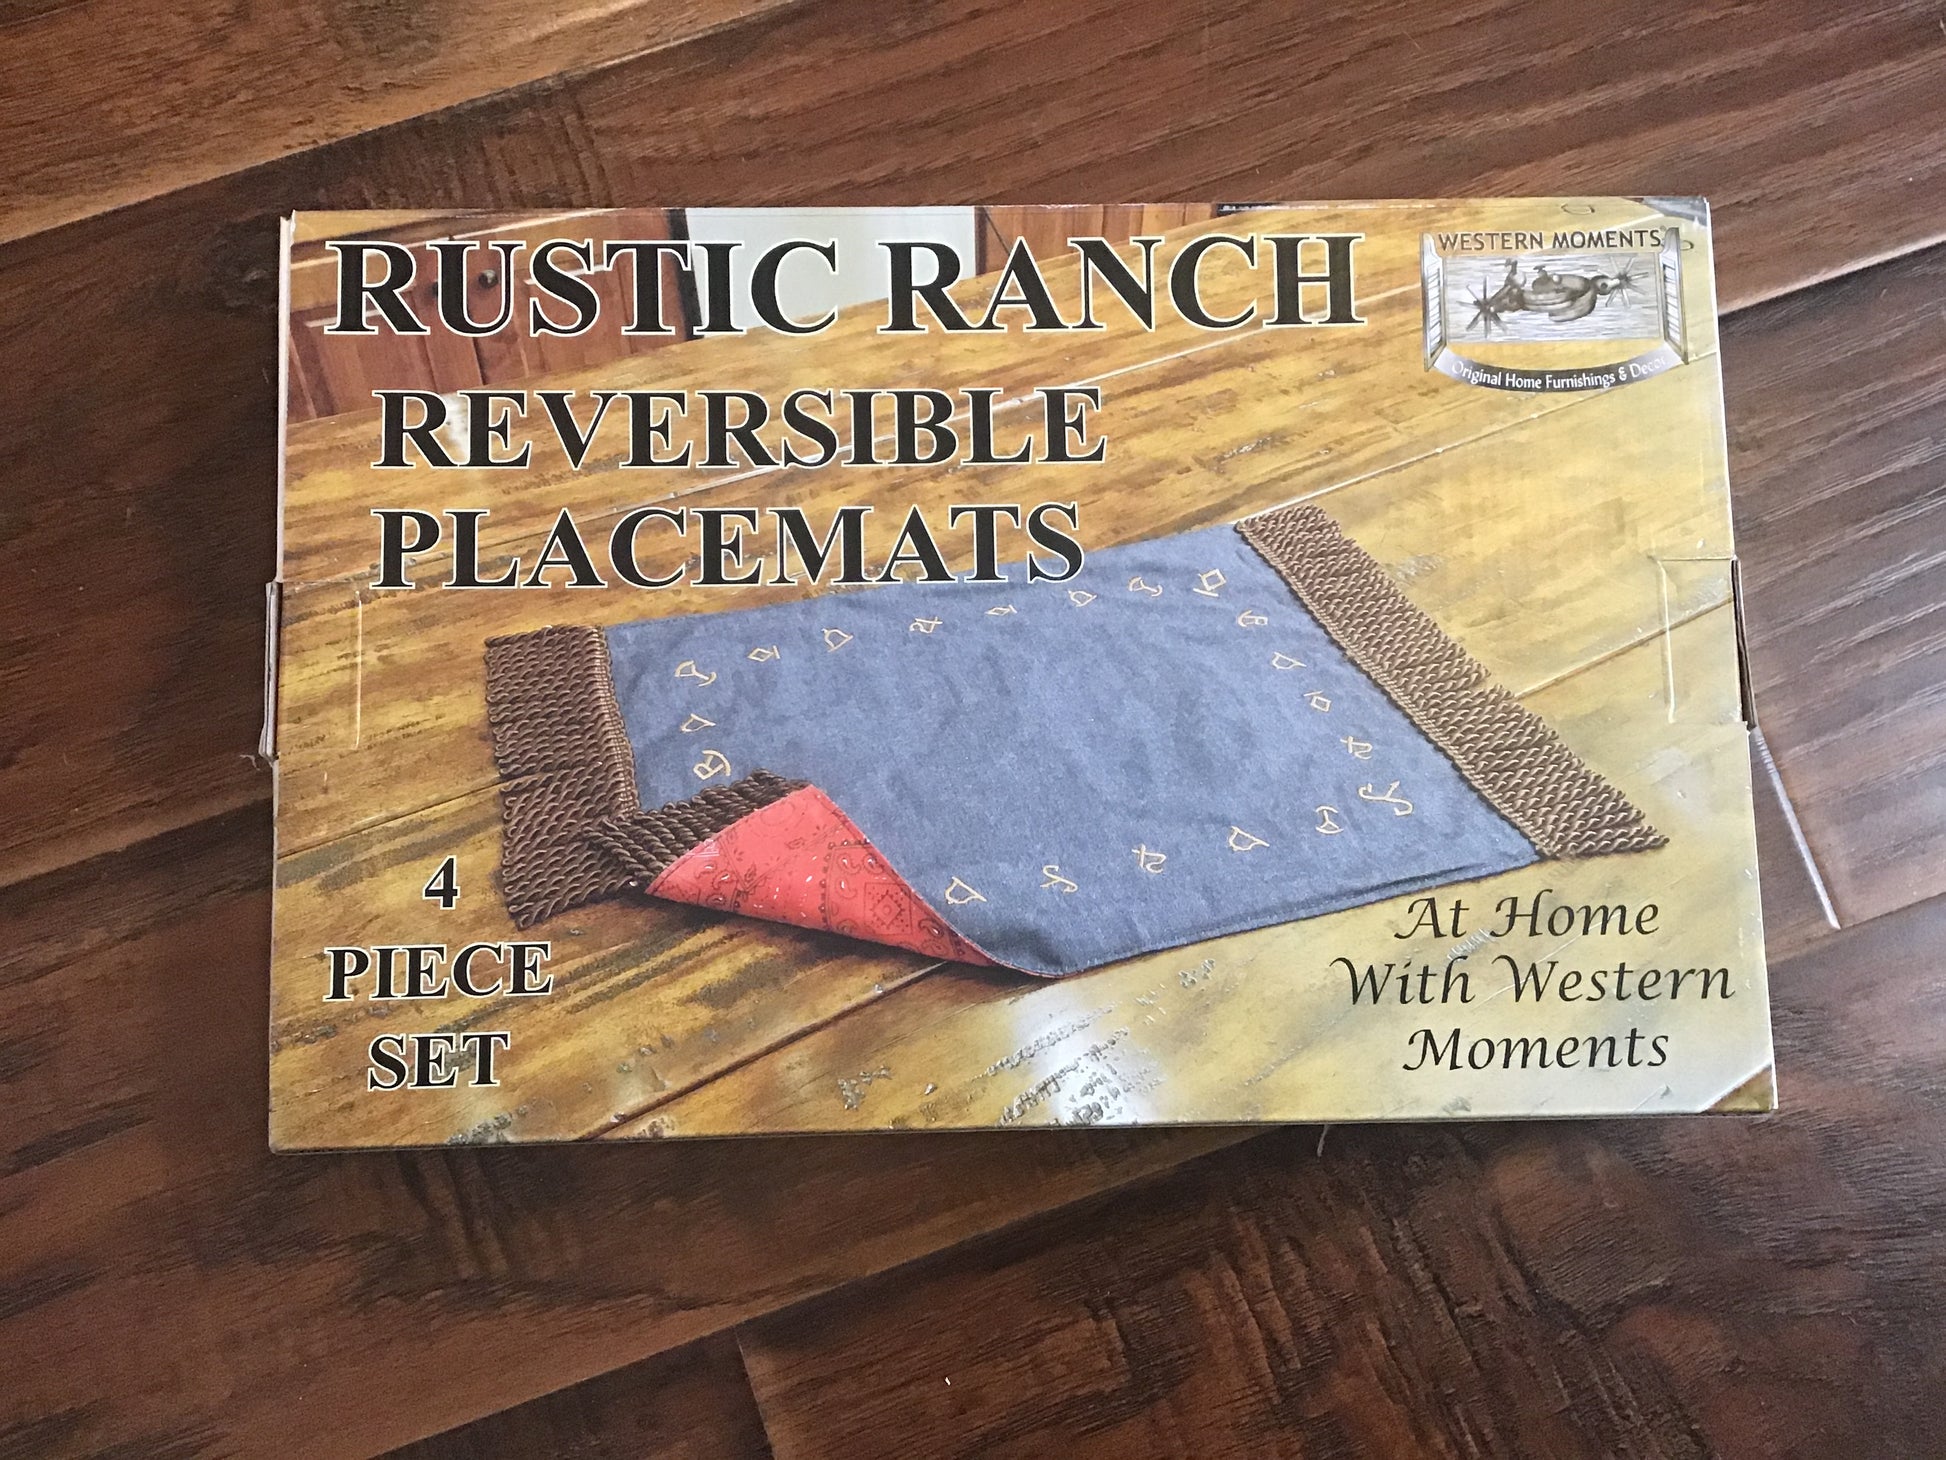 RUSTIC RANCH
REVERSIBLE
PLACEMATS
WESTERN MOMENTS
Original Home Furnishings & Decor
4
PIECE
SET
At Home
With Western
Moments